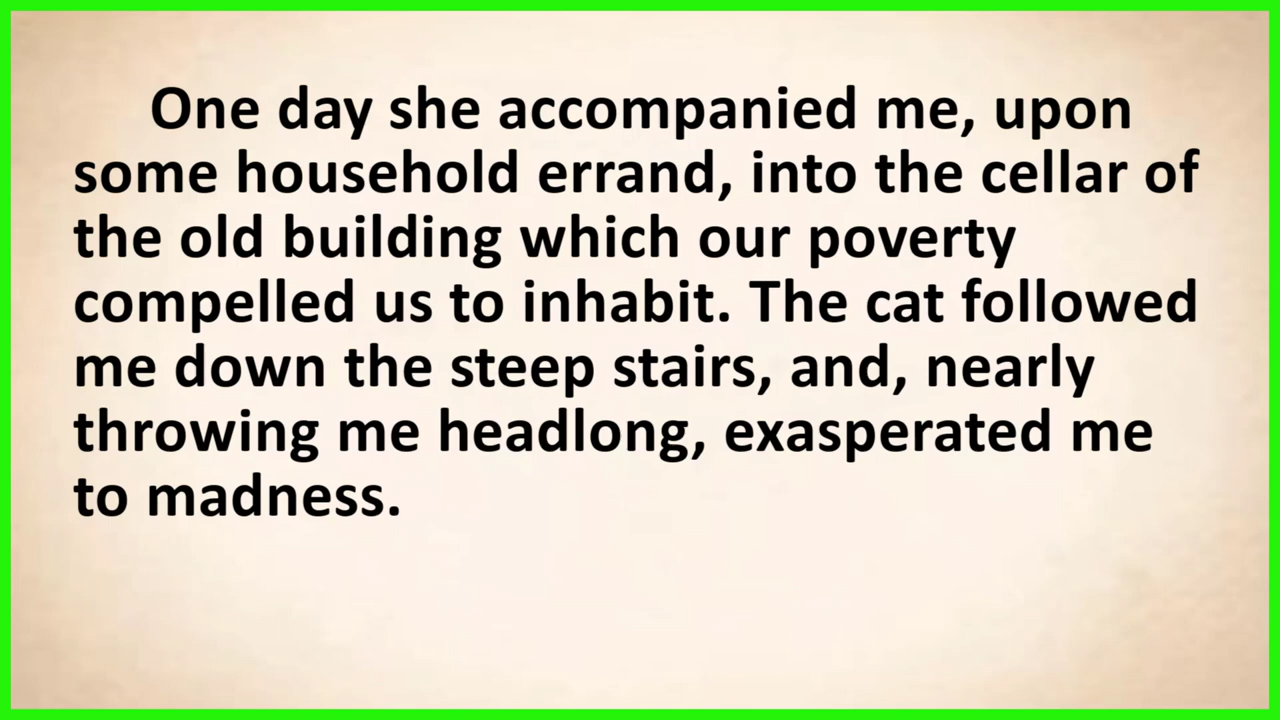 One day she accompanied me, upon
some household errand, into the cellar of
the old building which our poverty
compelled us to inhabit. The cat followed
me down the steep stairs, and, nearly
throwing me headlong, exasperated me
to madness.